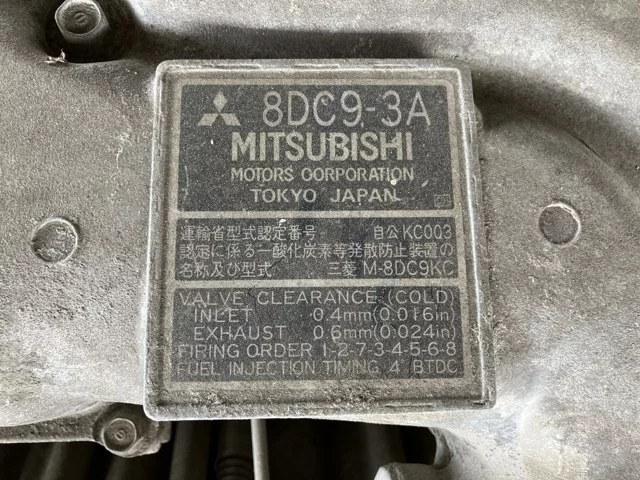 8DC9-3A
MITSUBISHI
MOTORS CORPORATION
TOKYO JAPAN
運輸省型式認定番号 自公KC003
認定に係る一酸化炭素等発散防止装置の
名称及び型式 三菱 M-8DC9KC
VALVE CLEARANCE (COLD)
INLET 0.4mm(0.016in)
EXHAUST 0.6mm(0.024in)
FIRING ORDER 1-2-7-3-4-5-6-8
FUEL INJECTION TIMING 4° BTDC